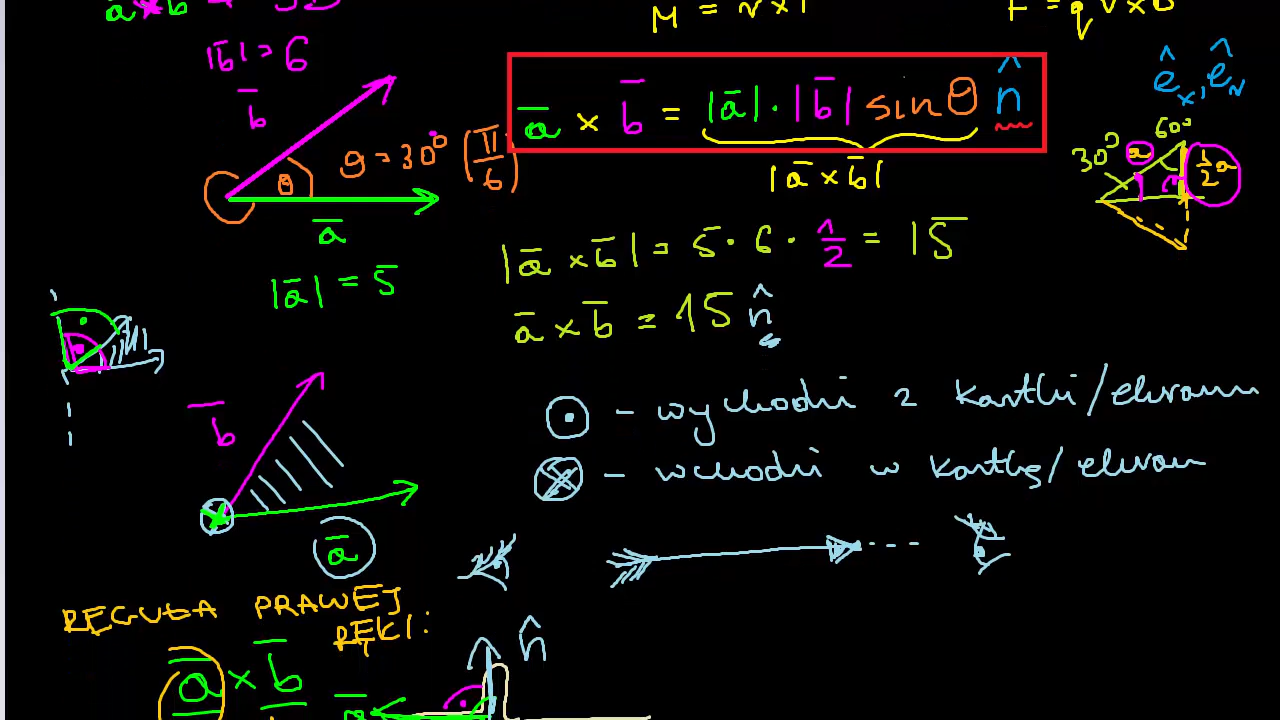 |b̄| = 6
b̄
θ = 30° (π/6)
θ
ā
|ā| = 5
ā × b̄ = |ā| · |b̄| sin θ n̂
|ā × b̄|
ê_x, ê_N
60°
30°
a
½a
|ā × b̄| = 5 · 6 · ½ = 15
ā × b̄ = 15 n̂
b̄
ā
⊙ – wychodzi z kartki/ekranu
⊗ – wchodzi w kartkę/ekran
REGUŁA PRAWEJ
RĘKI:
n̂
ā × b̄